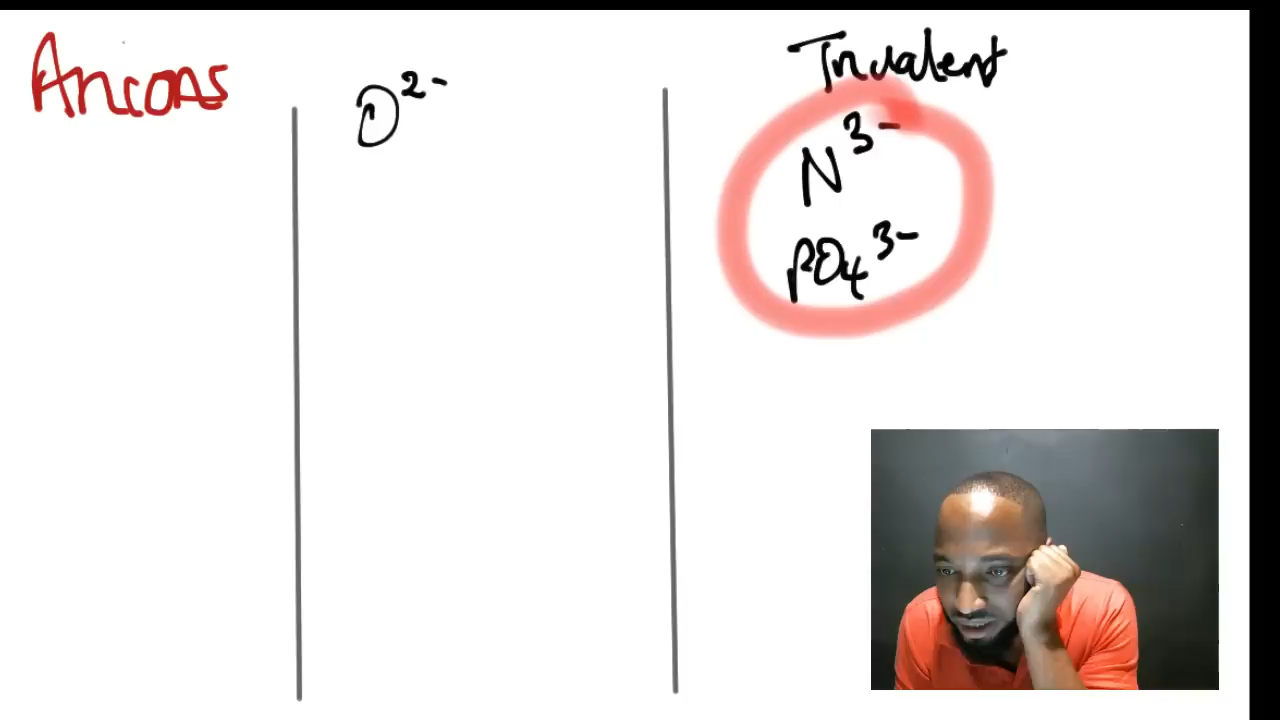 Anions
O²⁻
Trivalent
N³⁻
PO₄³⁻